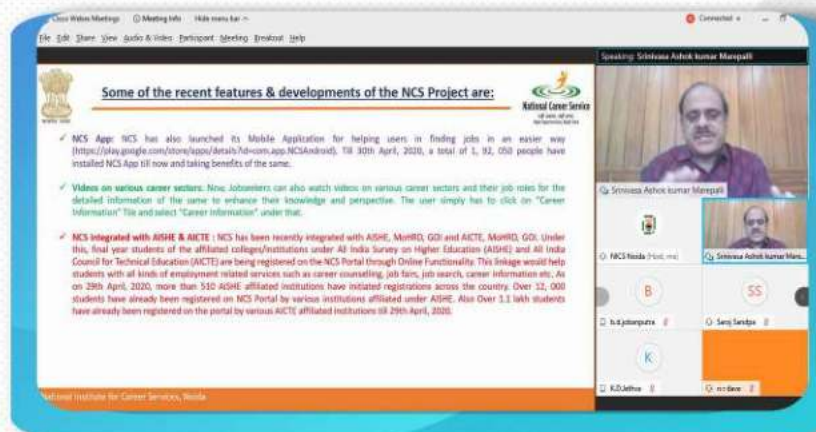 Cisco Webex Meetings Meeting Info Hide menu bar
Connected
File Edit Share View Audio & Video Participant Meeting Breakout Help
Speaking: Srinivasa Ashok kumar Marepalli
Some of the recent features & developments of the NCS Project are:
National Career Service
✓ NCS App: NCS has also launched its Mobile Application for helping users in finding jobs in an easier way
(https://play.google.com/store/apps/details?id=com.app.NCSAndroid). Till 30th April, 2020, a total of 1, 92, 050 people have
installed NCS App till now and taking benefits of the same.
✓ Videos on various career sectors: Now, Jobseekers can also watch videos on various career sectors and their job roles for the
detailed information of the same to enhance their knowledge and perspective. The user simply has to click on "Career
Information" Tile and select "Career Information" under that.
✓ NCS integrated with AISHE & AICTE : NCS has been recently integrated with AISHE, MoHRD, GOI and AICTE, MoHRD, GOI. Under
this, final year students of the affiliated colleges/institutions under All India Survey on Higher Education (AISHE) and All India
Council for Technical Education (AICTE) are being registered on the NCS Portal through Online Functionality. This linkage would help
students with all kinds of employment related services such as career counselling, job fairs, job search, career information etc. As
on 29th April, 2020, more than 510 AISHE affiliated institutions have initiated registrations across the country. Over 12, 000
students have already been registered on NCS Portal by various institutions affiliated under AISHE. Also Over 1.1 lakh students
have already been registered on the portal by various AICTE affiliated institutions till 29th April, 2020.
National Institute for Career Services, Noida
Srinivasa Ashok kumar Marepalli
NICS Noida (Host, me)
Srinivasa Ashok kumar Mare...
B
SS
Saroj Sandpa
K
K.D.Jethva
n r dave